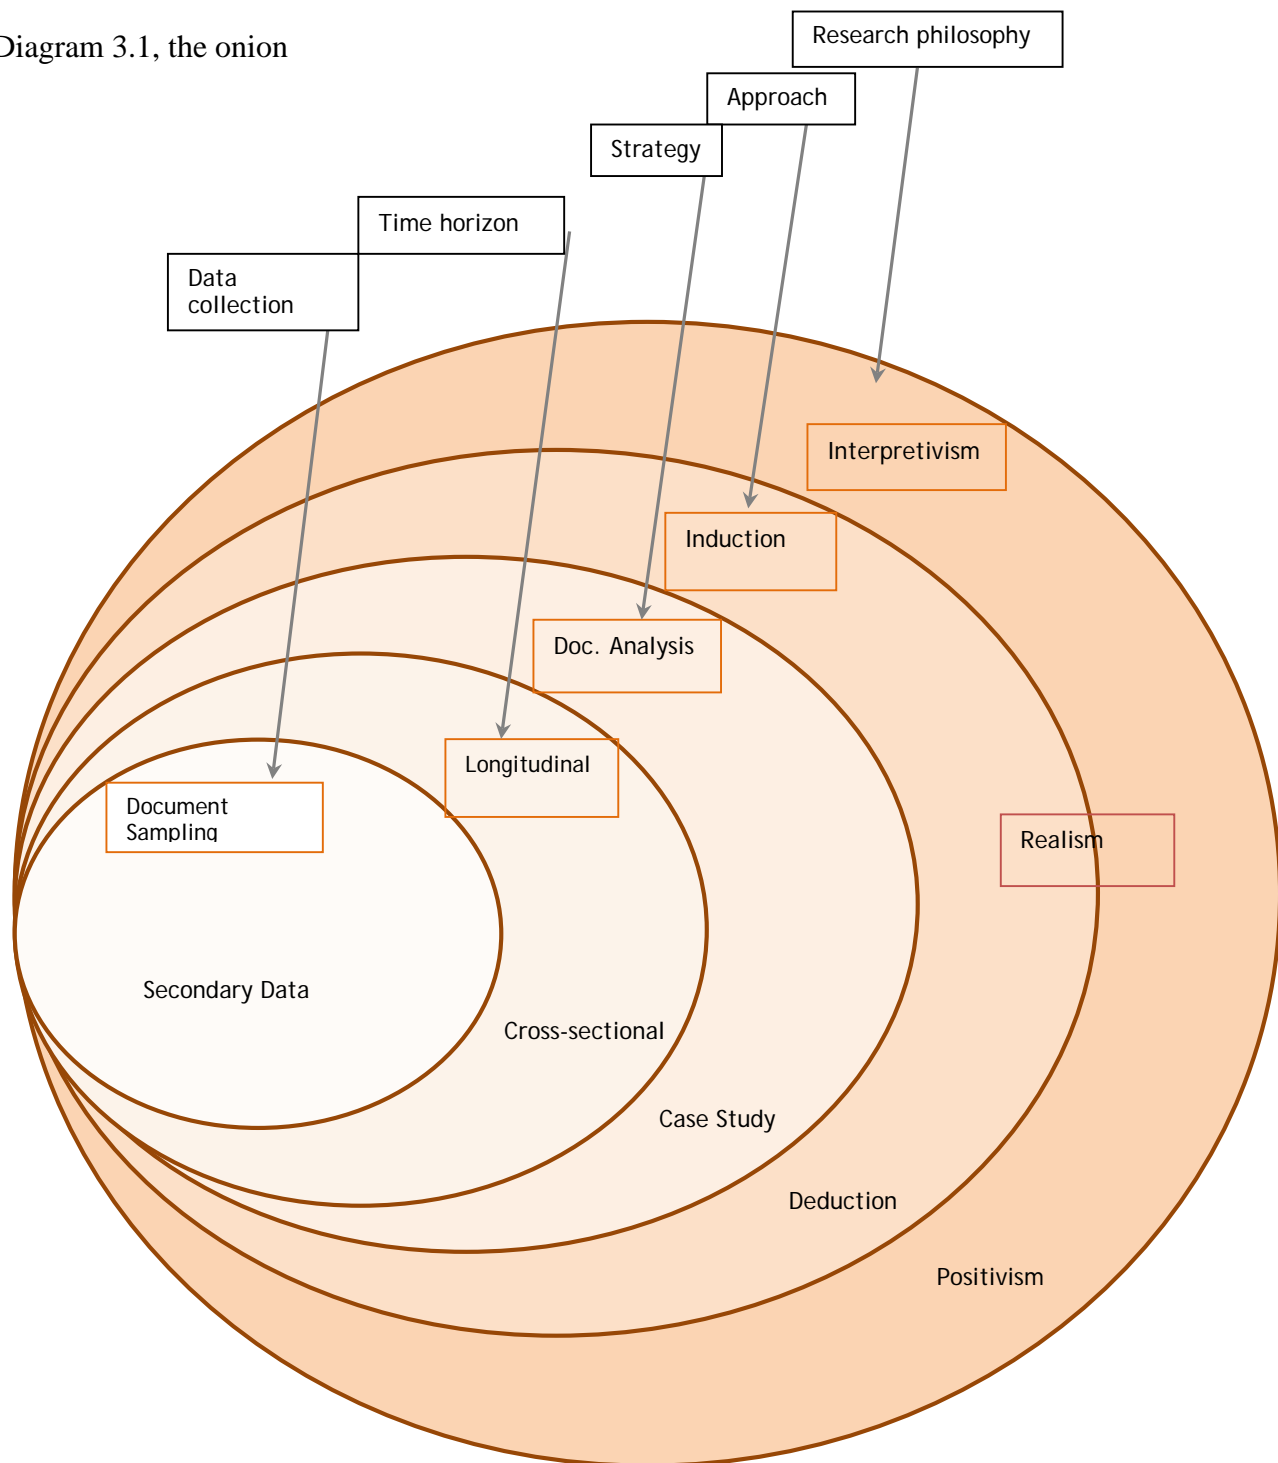 Diagram 3.1, the onion
Research philosophy
Approach
Strategy
Time horizon
Data
collection
Interpretivism
Induction
Doc. Analysis
Longitudinal
Document
Sampling
Realism
Secondary Data
Cross-sectional
Case Study
Deduction
Positivism